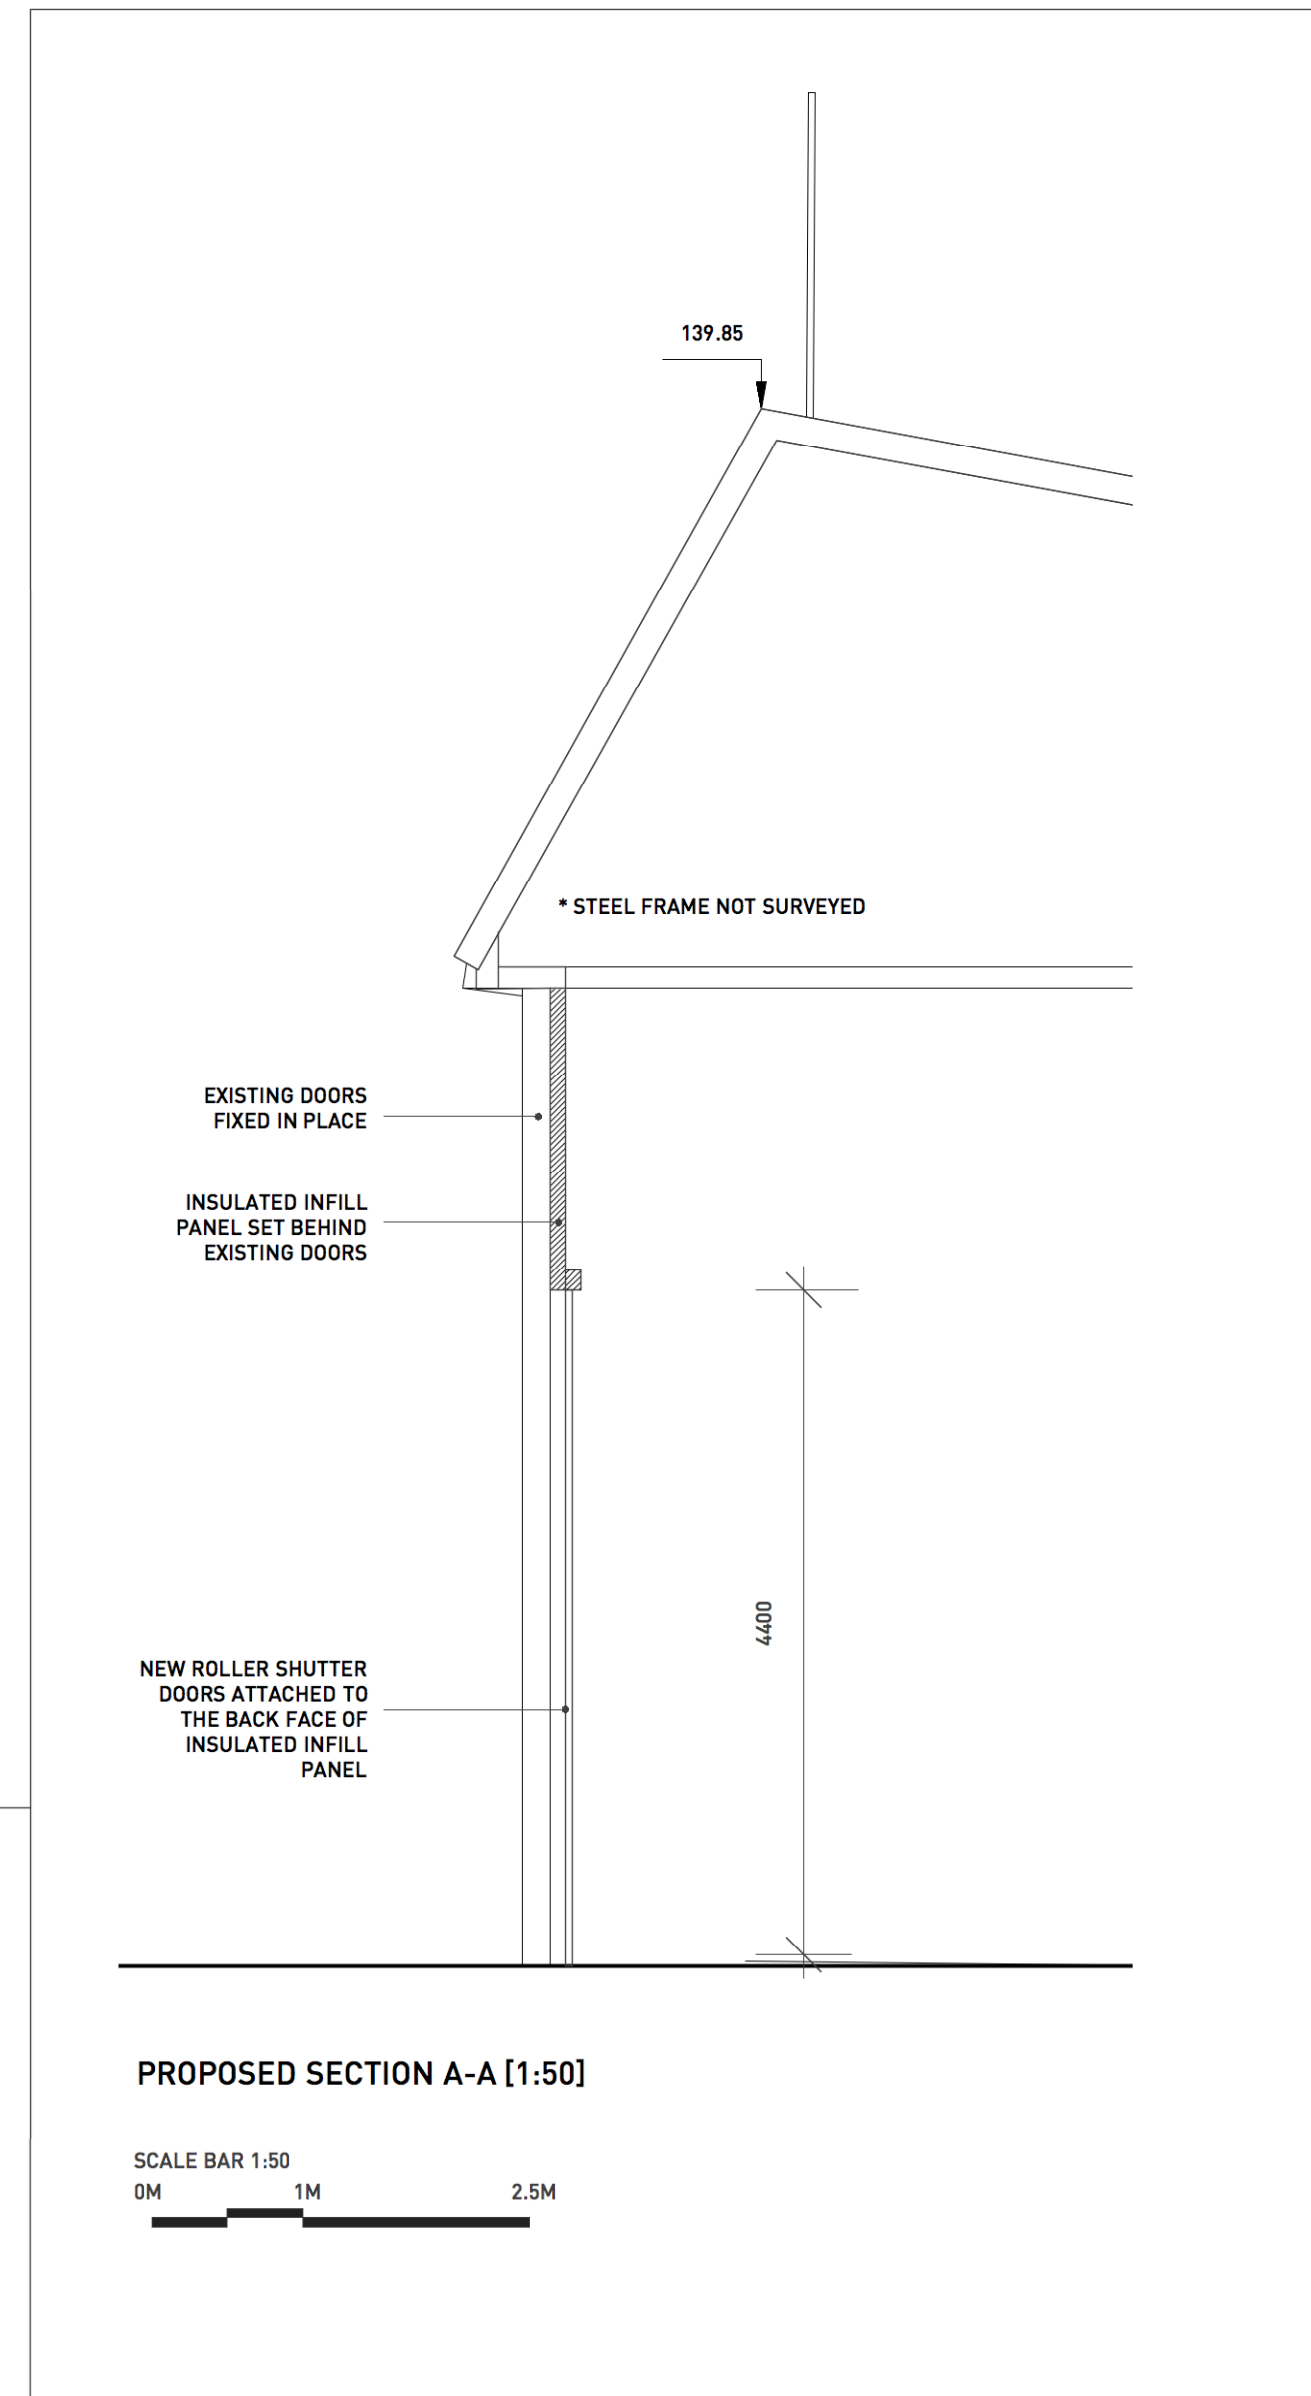 139.85
* STEEL FRAME NOT SURVEYED
EXISTING DOORS
FIXED IN PLACE
INSULATED INFILL
PANEL SET BEHIND
EXISTING DOORS
4400
NEW ROLLER SHUTTER
DOORS ATTACHED TO
THE BACK FACE OF
INSULATED INFILL
PANEL
PROPOSED SECTION A-A [1:50]
SCALE BAR 1:50
0M 1M 2.5M